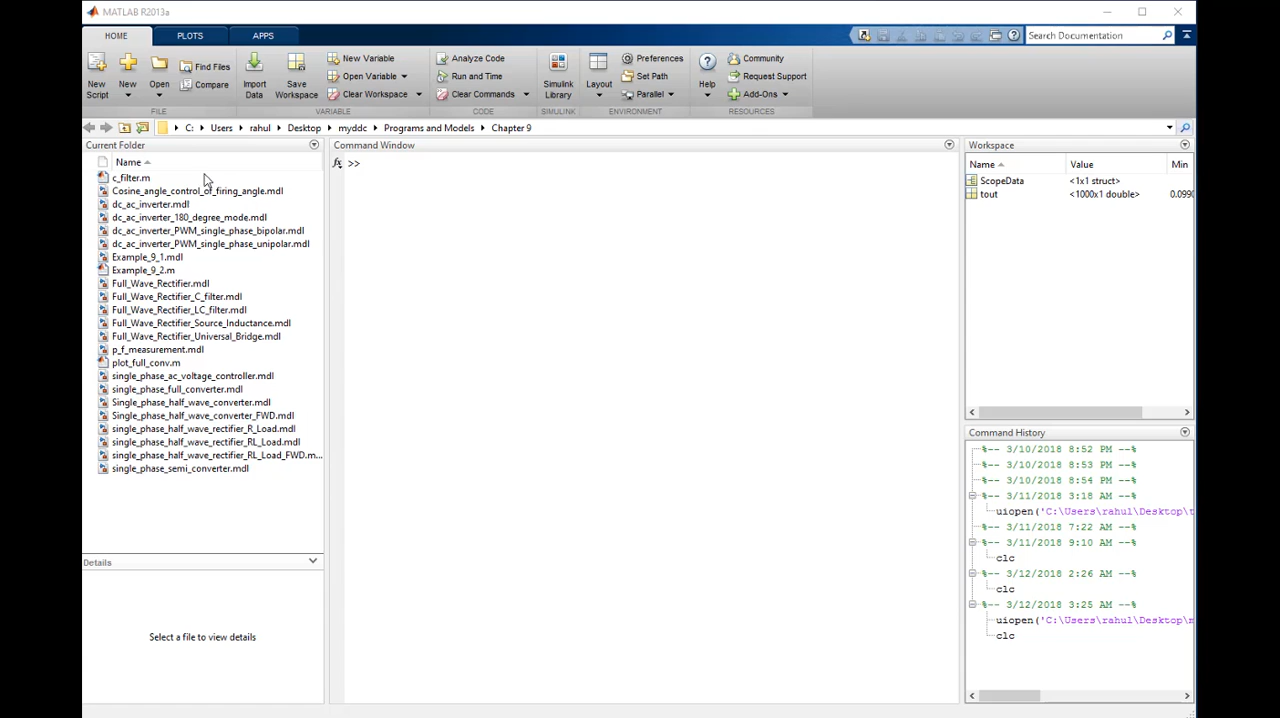 MATLAB R2013a
HOME PLOTS APPS
Search Documentation
New Script
New
Open
Find Files
Compare
Import Data
Save Workspace
New Variable
Open Variable
Clear Workspace
Analyze Code
Run and Time
Clear Commands
Simulink Library
Layout
Preferences
Set Path
Parallel
Help
Community
Request Support
Add-Ons
FILE VARIABLE CODE SIMULINK ENVIRONMENT RESOURCES
C: Users rahul Desktop myddc Programs and Models Chapter 9
Current Folder
Name
c_filter.m
Cosine_angle_control_of_firing_angle.mdl
dc_ac_inverter.mdl
dc_ac_inverter_180_degree_mode.mdl
dc_ac_inverter_PWM_single_phase_bipolar.mdl
dc_ac_inverter_PWM_single_phase_unipolar.mdl
Example_9_1.mdl
Example_9_2.m
Full_Wave_Rectifier.mdl
Full_Wave_Rectifier_C_filter.mdl
Full_Wave_Rectifier_LC_filter.mdl
Full_Wave_Rectifier_Source_Inductance.mdl
Full_Wave_Rectifier_Universal_Bridge.mdl
p_f_measurement.mdl
plot_full_conv.m
single_phase_ac_voltage_controller.mdl
single_phase_full_converter.mdl
Single_phase_half_wave_converter.mdl
Single_phase_half_wave_converter_FWD.mdl
single_phase_half_wave_rectifier_R_Load.mdl
single_phase_half_wave_rectifier_RL_Load.mdl
single_phase_half_wave_rectifier_RL_Load_FWD.m...
single_phase_semi_converter.mdl
Details
Select a file to view details
Command Window
fx >>
Workspace
Name Value Min
ScopeData <1x1 struct>
tout <1000x1 double> 0.0990
Command History
%-- 3/10/2018 8:52 PM --%
%-- 3/10/2018 8:53 PM --%
%-- 3/10/2018 8:54 PM --%
%-- 3/11/2018 3:18 AM --%
uiopen('C:\Users\rahul\Desktop\t
%-- 3/11/2018 7:22 AM --%
%-- 3/11/2018 9:10 AM --%
clc
%-- 3/12/2018 2:26 AM --%
clc
%-- 3/12/2018 3:25 AM --%
uiopen('C:\Users\rahul\Desktop\m
clc